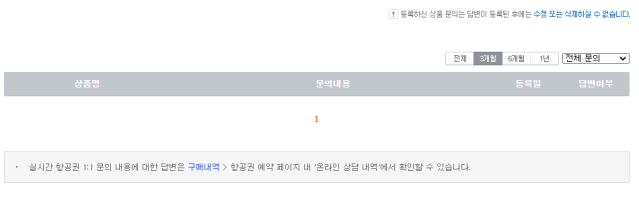 등록하신 상품 문의는 답변이 등록된 후에는 수정 또는 삭제하실 수 없습니다.
전체 3개월 6개월 1년 전체 문의
상품명 문의내용 등록일 답변여부
1
· 실시간 항공권 1:1 문의 내용에 대한 답변은 구매내역 > 항공권 예약 페이지 내 '온라인 상담 내역'에서 확인할 수 있습니다.